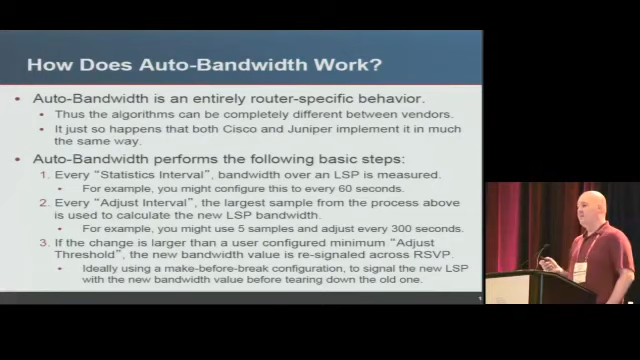 How Does Auto-Bandwidth Work?
Auto-Bandwidth is an entirely router-specific behavior.
Thus the algorithms can be completely different between vendors.
It just so happens that both Cisco and Juniper implement it in much
the same way.
Auto-Bandwidth performs the following basic steps:
1. Every “Statistics Interval”, bandwidth over an LSP is measured.
For example, you might configure this to every 60 seconds.
2. Every “Adjust Interval”, the largest sample from the process above
is used to calculate the new LSP bandwidth.
For example, you might use 5 samples and adjust every 300 seconds.
3. If the change is larger than a user configured minimum “Adjust
Threshold”, the new bandwidth value is re-signaled across RSVP.
Ideally using a make-before-break configuration, to signal the new LSP
with the new bandwidth value before tearing down the old one.